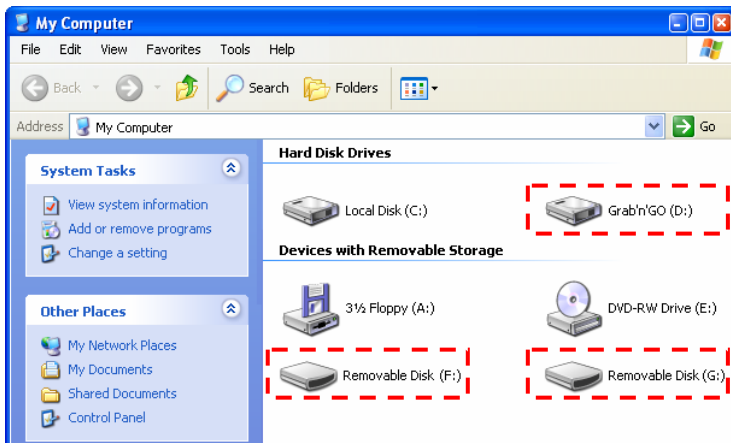 My Computer
File Edit View Favorites Tools Help
Back Search Folders
Address My Computer Go
System Tasks
View system information
Add or remove programs
Change a setting
Other Places
My Network Places
My Documents
Shared Documents
Control Panel
Hard Disk Drives
Local Disk (C:) Grab'n'GO (D:)
Devices with Removable Storage
3½ Floppy (A:) DVD-RW Drive (E:)
Removable Disk (F:) Removable Disk (G:)